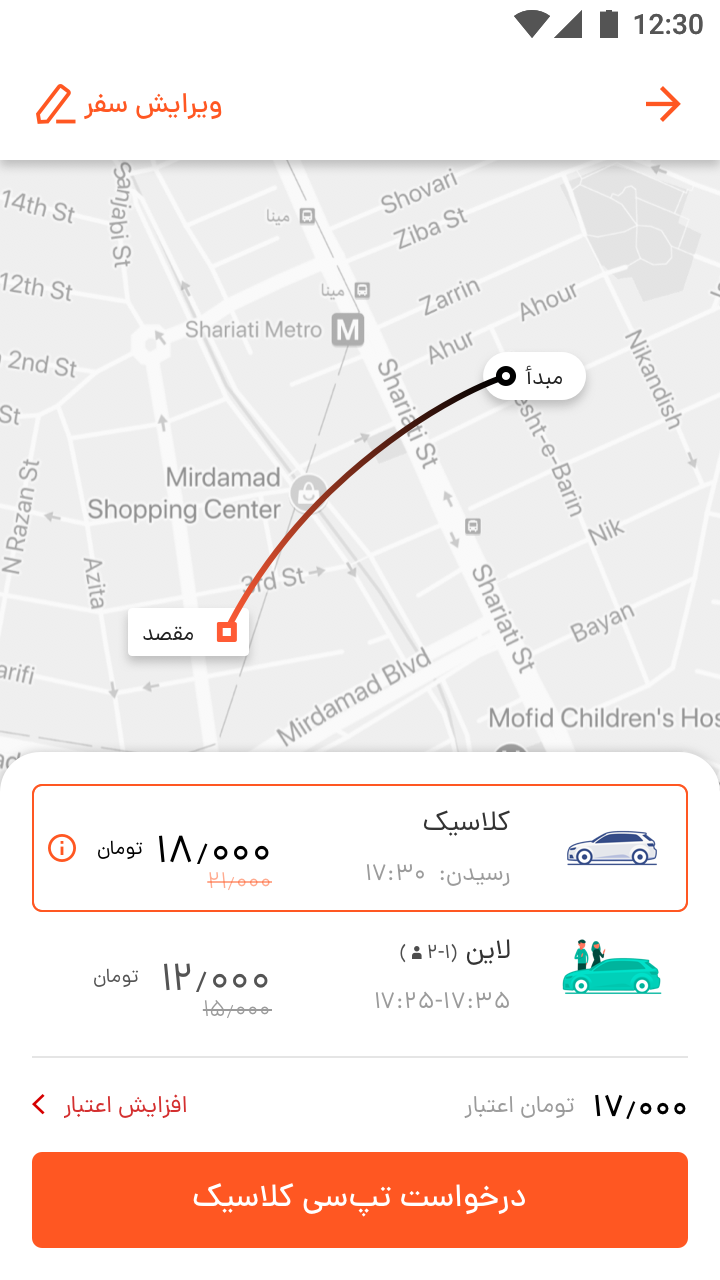 12:30
ویرایش سفر
14th St
Sanjabi St
Shovari
Ziba St
مینا
12th St
مینا
Zarrin
Ahour
Shariati Metro M
Ahur
2nd St
Nikandish
مبدأ
Shariati St
St
esht-e-Barin
Mirdamad
Shopping Center
N Razan St
Nik
Azita
3rd St
Shariati St
مقصد
Bayan
arifi
Mirdamad Blvd
Mofid Children's Hos
کلاسیک
۱۸/۰۰۰ تومان
۲۱/۰۰۰
رسیدن: ۱۷:۳۰
لاین (۱-۲)
۱۲/۰۰۰ تومان
۱۵/۰۰۰
۱۷:۲۵-۱۷:۳۵
۱۷/۰۰۰ تومان اعتبار
افزایش اعتبار
درخواست تپ‌سی کلاسیک